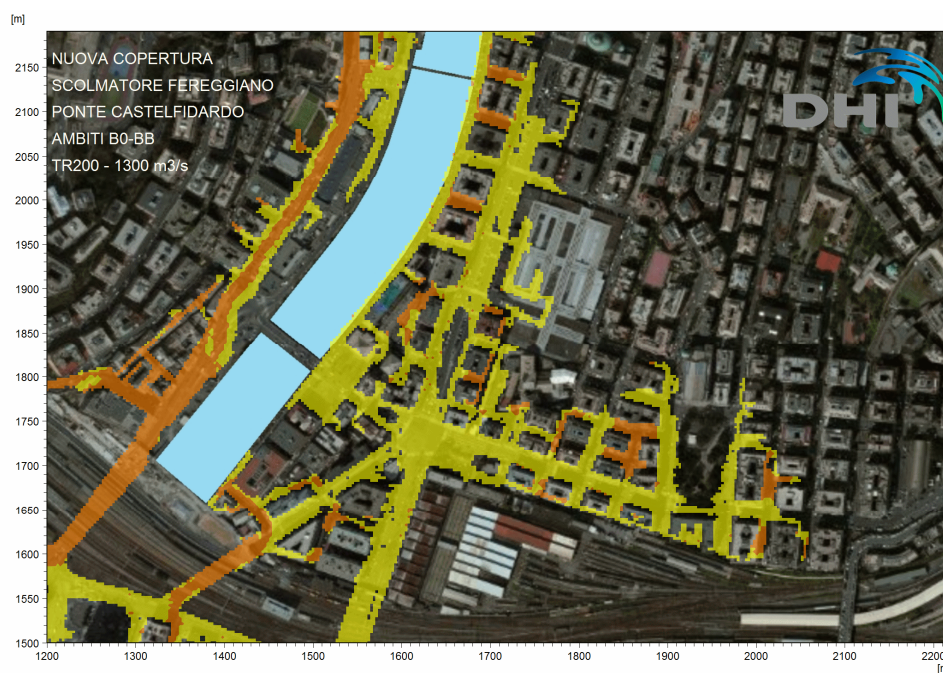 [m]
NUOVA COPERTURA
SCOLMATORE FEREGGIANO
PONTE CASTELFIDARDO
AMBITI B0-BB
TR200 - 1300 m3/s
DHI
2150
2100
2050
2000
1950
1900
1850
1800
1750
1700
1650
1600
1550
1500
1200 1300 1400 1500 1600 1700 1800 1900 2000 2100 2200